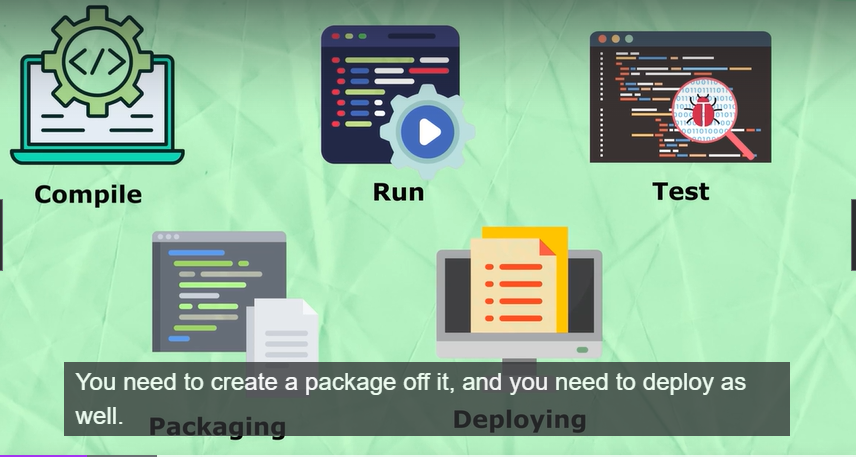 Compile
Run
Test
You need to create a package off it, and you need to deploy as
well.
Packaging
Deploying